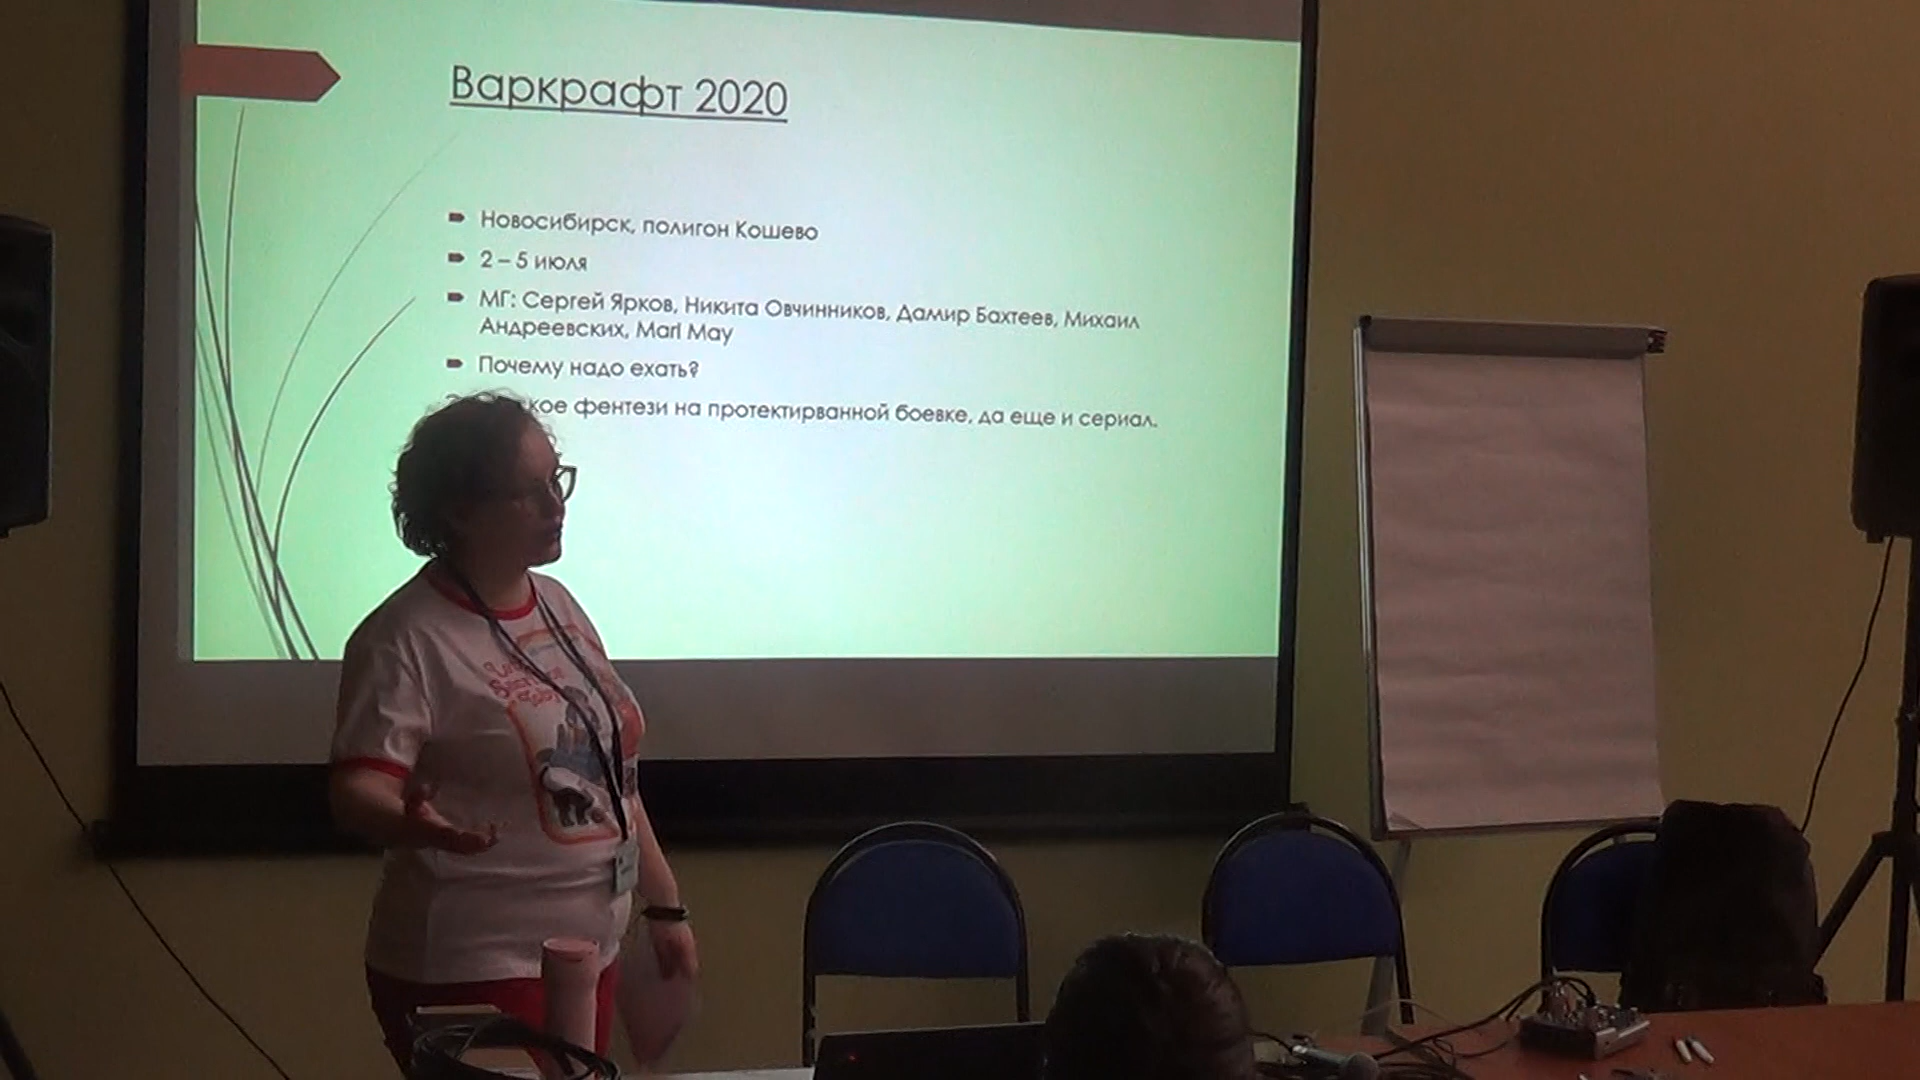 Варкрафт 2020
Новосибирск, полигон Кошево
2 – 5 июля
МГ: Сергей Ярков, Никита Овчинников, Дамир Бахтеев, Михаил
Андреевских, Marl May
Почему надо ехать?
фентези на протектирванной боевке, да еще и сериал.